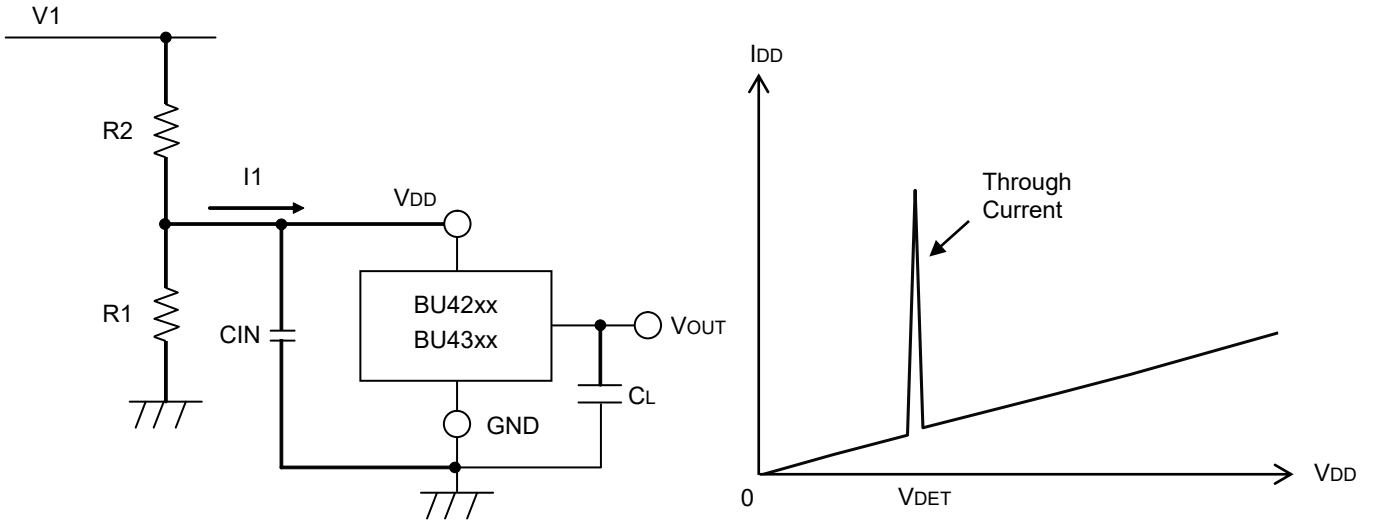 V1
R2
I1
VDD
R1
CIN
BU42xx
BU43xx
VOUT
CL
GND
IDD
Through
Current
0
VDET
VDD